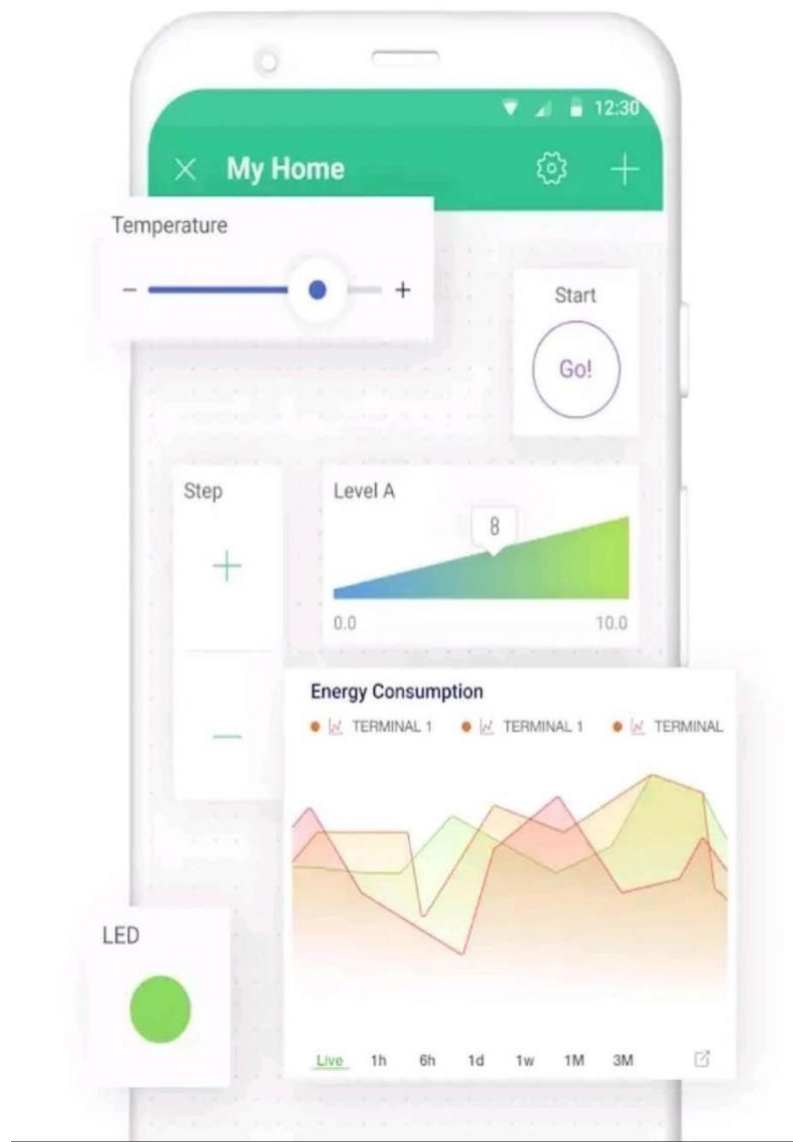 12:30
My Home
Temperature
− +
Start
Go!
Step
+
−
Level A
8
0.0 10.0
Energy Consumption
TERMINAL 1 TERMINAL 1 TERMINAL
LED
Live 1h 6h 1d 1w 1M 3M